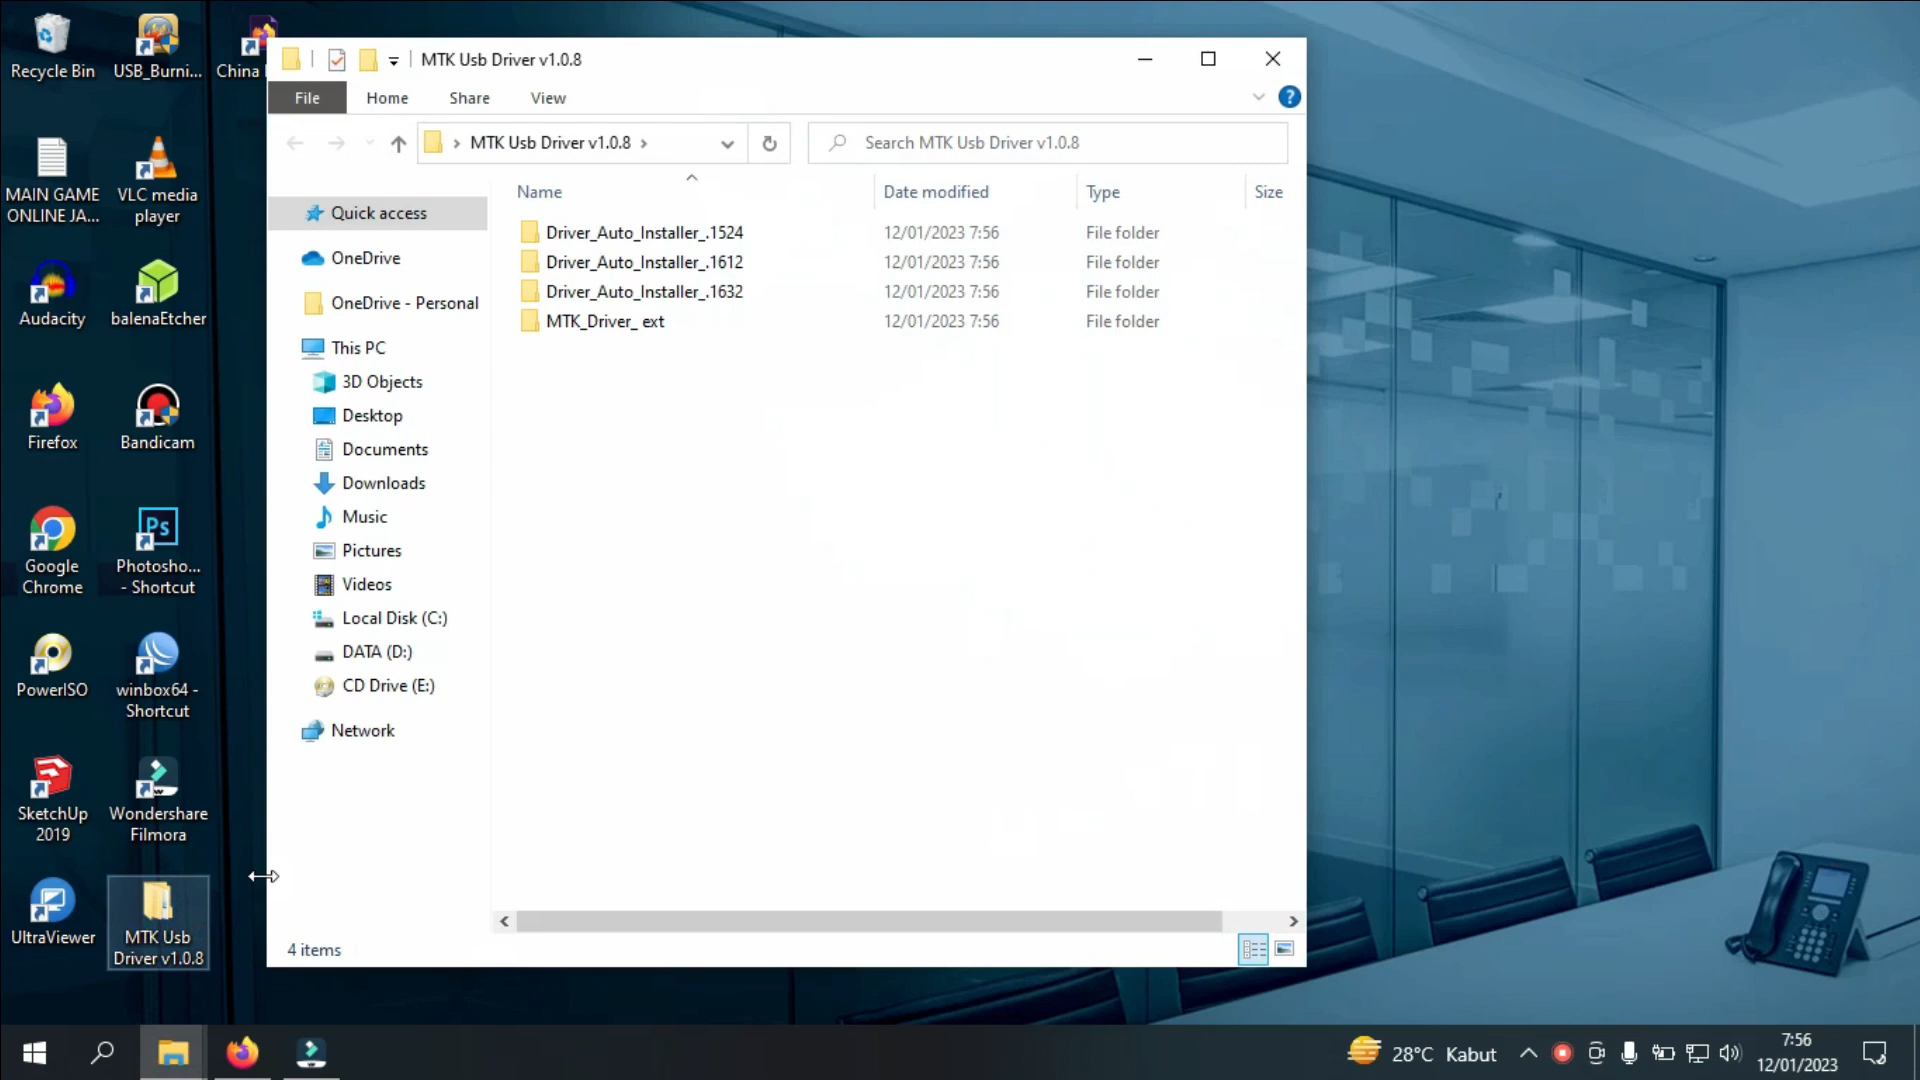 Recycle Bin
USB_Burni...
China
MAIN GAME
ONLINE JA...
VLC media
player
Audacity
balenaEtcher
Firefox
Bandicam
Google
Chrome
Ps
Photosho...
- Shortcut
PowerISO
winbox64 -
Shortcut
SketchUp
2019
Wondershare
Filmora
UltraViewer
MTK Usb
Driver v1.0.8
MTK Usb Driver v1.0.8
File Home Share View
?
MTK Usb Driver v1.0.8
Search MTK Usb Driver v1.0.8
Quick access
OneDrive
OneDrive - Personal
This PC
3D Objects
Desktop
Documents
Downloads
Music
Pictures
Videos
Local Disk (C:)
DATA (D:)
CD Drive (E:)
Network
Name Date modified Type Size
Driver_Auto_Installer_.1524 12/01/2023 7:56 File folder
Driver_Auto_Installer_.1612 12/01/2023 7:56 File folder
Driver_Auto_Installer_.1632 12/01/2023 7:56 File folder
MTK_Driver_ ext 12/01/2023 7:56 File folder
4 items
28°C Kabut
7:56
12/01/2023